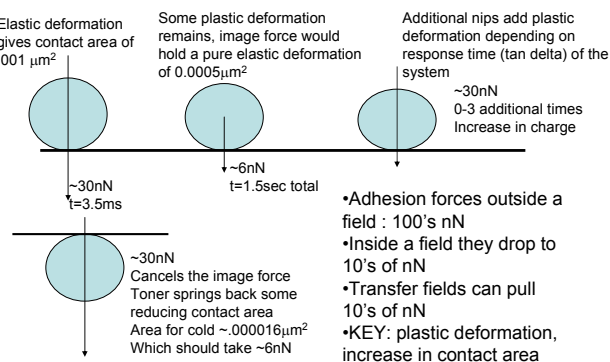 Elastic deformation
gives contact area of
.001 μm²
Some plastic deformation
remains, image force would
hold a pure elastic deformation
of 0.0005μm²
Additional nips add plastic
deformation depending on
response time (tan delta) of the
system
~30nN
0-3 additional times
Increase in charge
~6nN
t=1.5sec total
~30nN
t=3.5ms
~30nN
Cancels the image force
Toner springs back some
reducing contact area
Area for cold ~.000016μm²
Which should take ~6nN
•Adhesion forces outside a
field : 100's nN
•Inside a field they drop to
10's of nN
•Transfer fields can pull
10's of nN
•KEY: plastic deformation,
increase in contact area